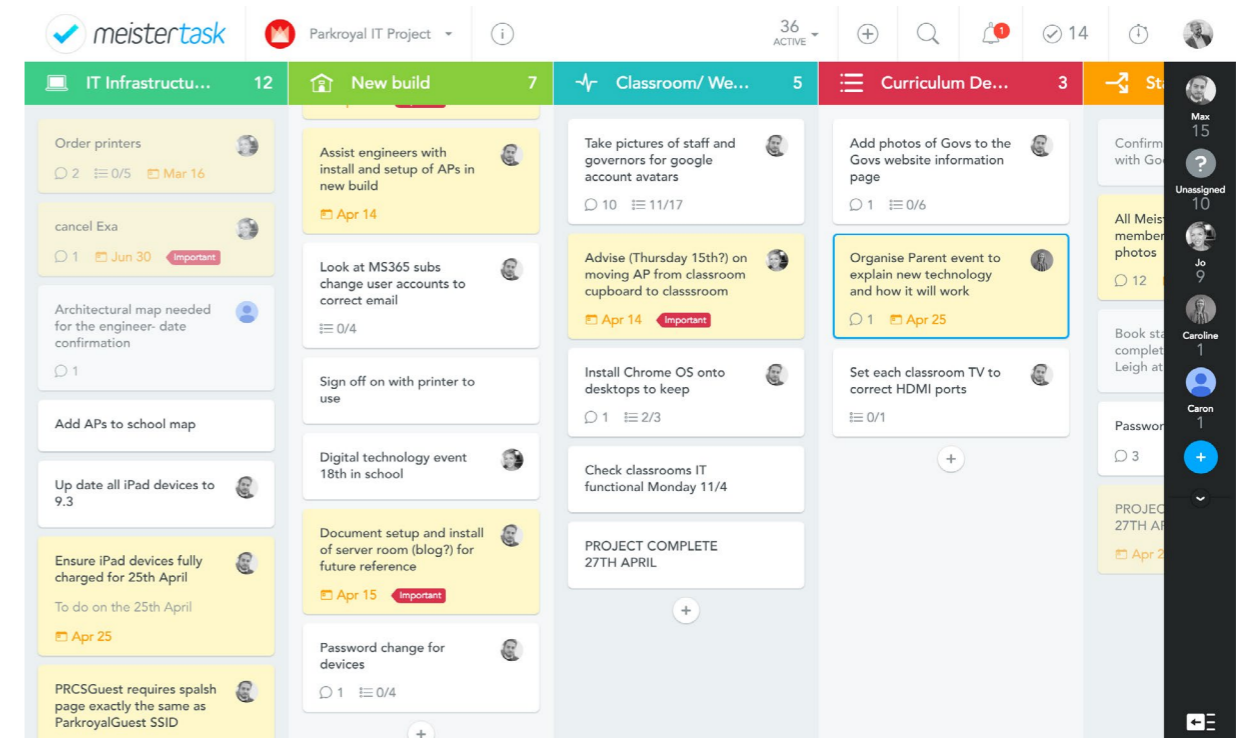 meistertask
Parkroyal IT Project
36
ACTIVE
1
14
IT Infrastructu...
12
Order printers
2
0/5
Mar 16
cancel Exa
1
Jun 30
Important
Architectural map needed
for the engineer- date
confirmation
1
Add APs to school map
Up date all iPad devices to
9.3
Ensure iPad devices fully
charged for 25th April
To do on the 25th April
Apr 25
PRCSGuest requires spalsh
page exactly the same as
ParkroyalGuest SSID
New build
7
Assist engineers with
install and setup of APs in
new build
Apr 14
Look at MS365 subs
change user accounts to
correct email
0/4
Sign off on with printer to
use
Digital technology event
18th in school
Document setup and install
of server room (blog?) for
future reference
Apr 15
Important
Password change for
devices
1
0/4
Classroom/ We...
5
Take pictures of staff and
governors for google
account avatars
10
11/17
Advise (Thursday 15th?) on
moving AP from classroom
cupboard to classsroom
Apr 14
Important
Install Chrome OS onto
desktops to keep
1
2/3
Check classrooms IT
functional Monday 11/4
PROJECT COMPLETE
27TH APRIL
Curriculum De...
3
Add photos of Govs to the
Govs website information
page
1
0/6
Organise Parent event to
explain new technology
and how it will work
1
Apr 25
Set each classroom TV to
correct HDMI ports
0/1
Confirm
with
All
photos
12
Book
Leigh at
3
27TH
Max
15
?
Unassigned
10
Jo
9
Caroline
1
Caron
1